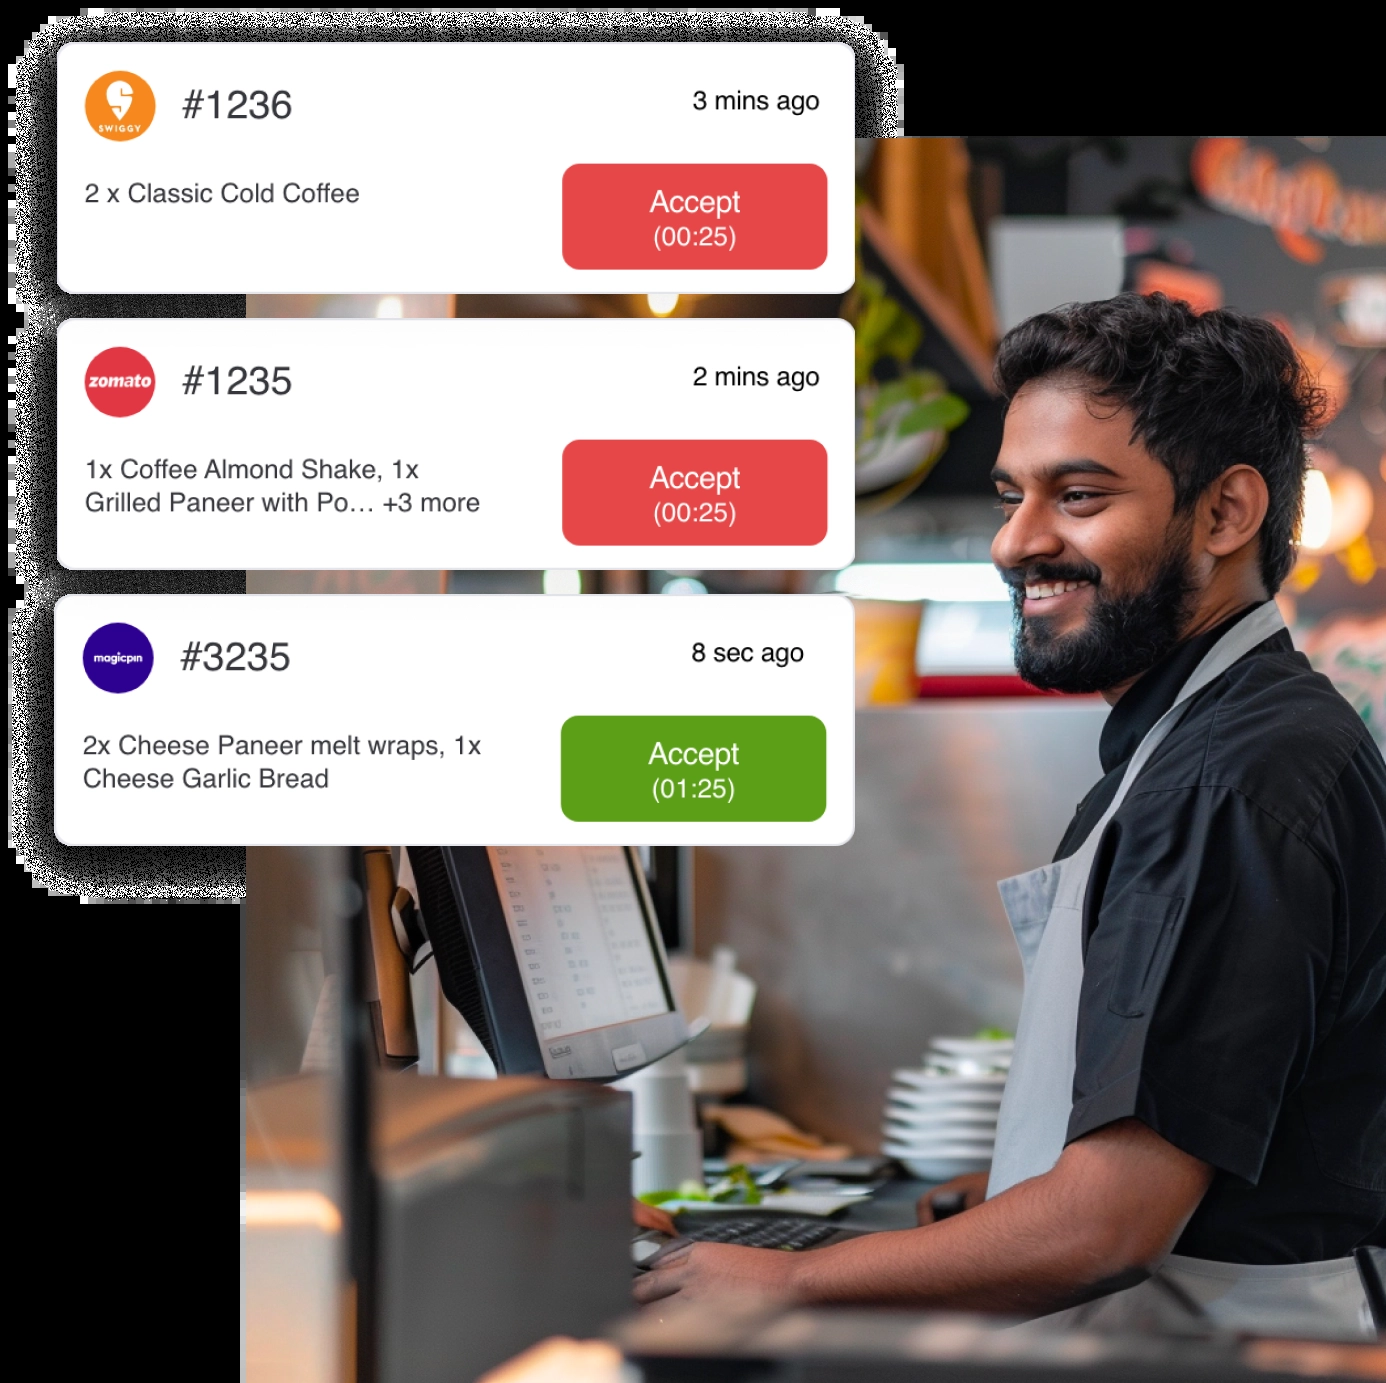 SWIGGY
#1236
3 mins ago
2 x Classic Cold Coffee
Accept
(00:25)
zomato
#1235
2 mins ago
1x Coffee Almond Shake, 1x
Grilled Paneer with Po... +3 more
Accept
(00:25)
magicpin
#3235
8 sec ago
2x Cheese Paneer melt wraps, 1x
Cheese Garlic Bread
Accept
(01:25)